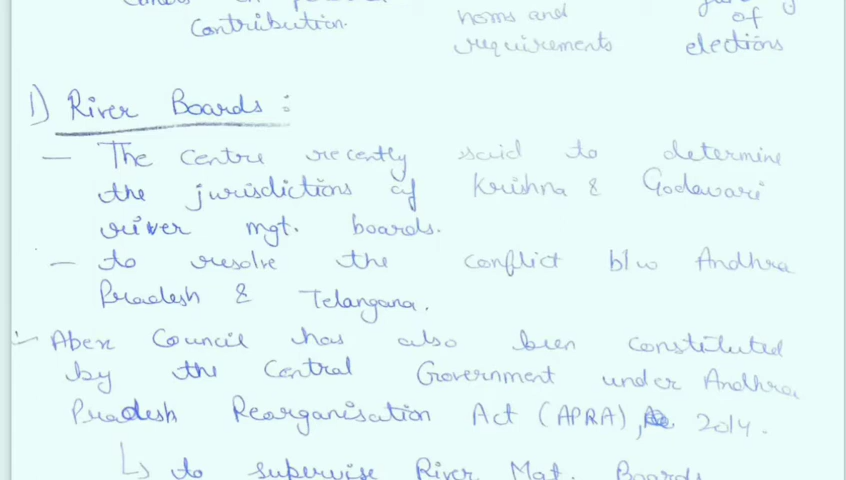 Contribution.
norms and
requirements
of
elections
1) River Boards :
— The Centre recently said to determine
the jurisdictions of Krishna & Godavari
river mgt. boards.
— to resolve the conflict b/w Andhra
Pradesh & Telangana.
Apex Council has also been constituted
by the Central Government under Andhra
Pradesh Reorganisation Act (APRA), 2014.
↳ to supervise River Mgt. Boards